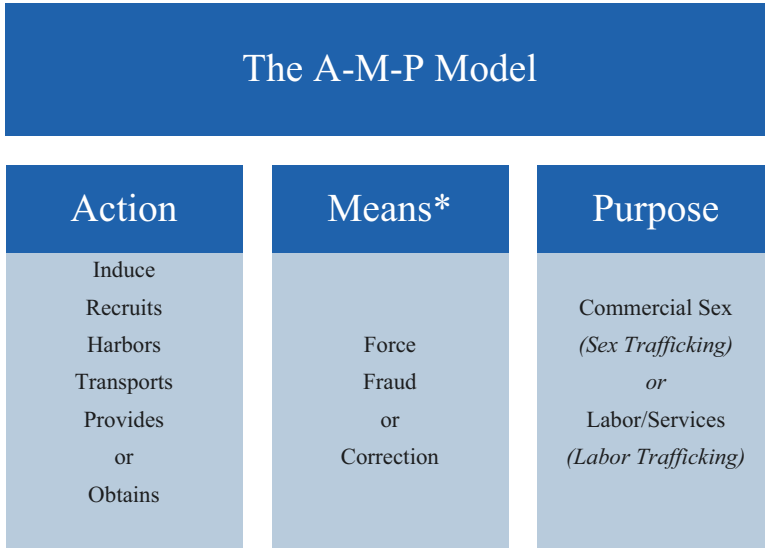 The A-M-P Model
Action
Induce
Recruits
Harbors
Transports
Provides
or
Obtains
Means*
Force
Fraud
or
Correction
Purpose
Commercial Sex
(Sex Trafficking)
or
Labor/Services
(Labor Trafficking)